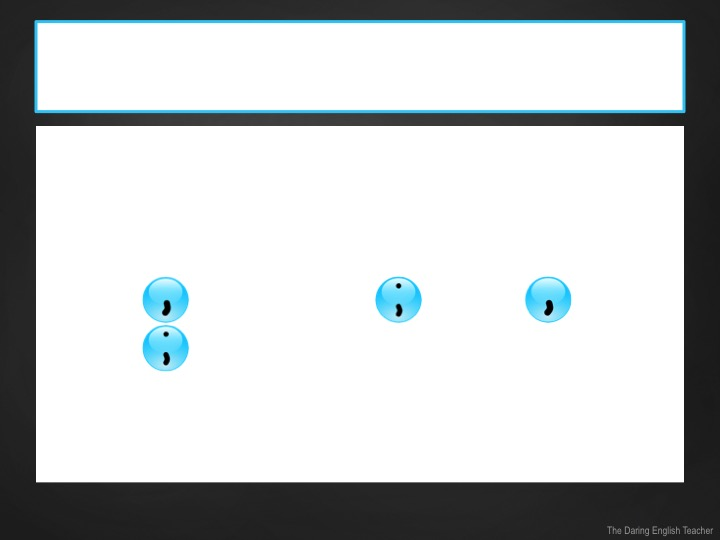 , ; ,
;
The Daring English Teacher